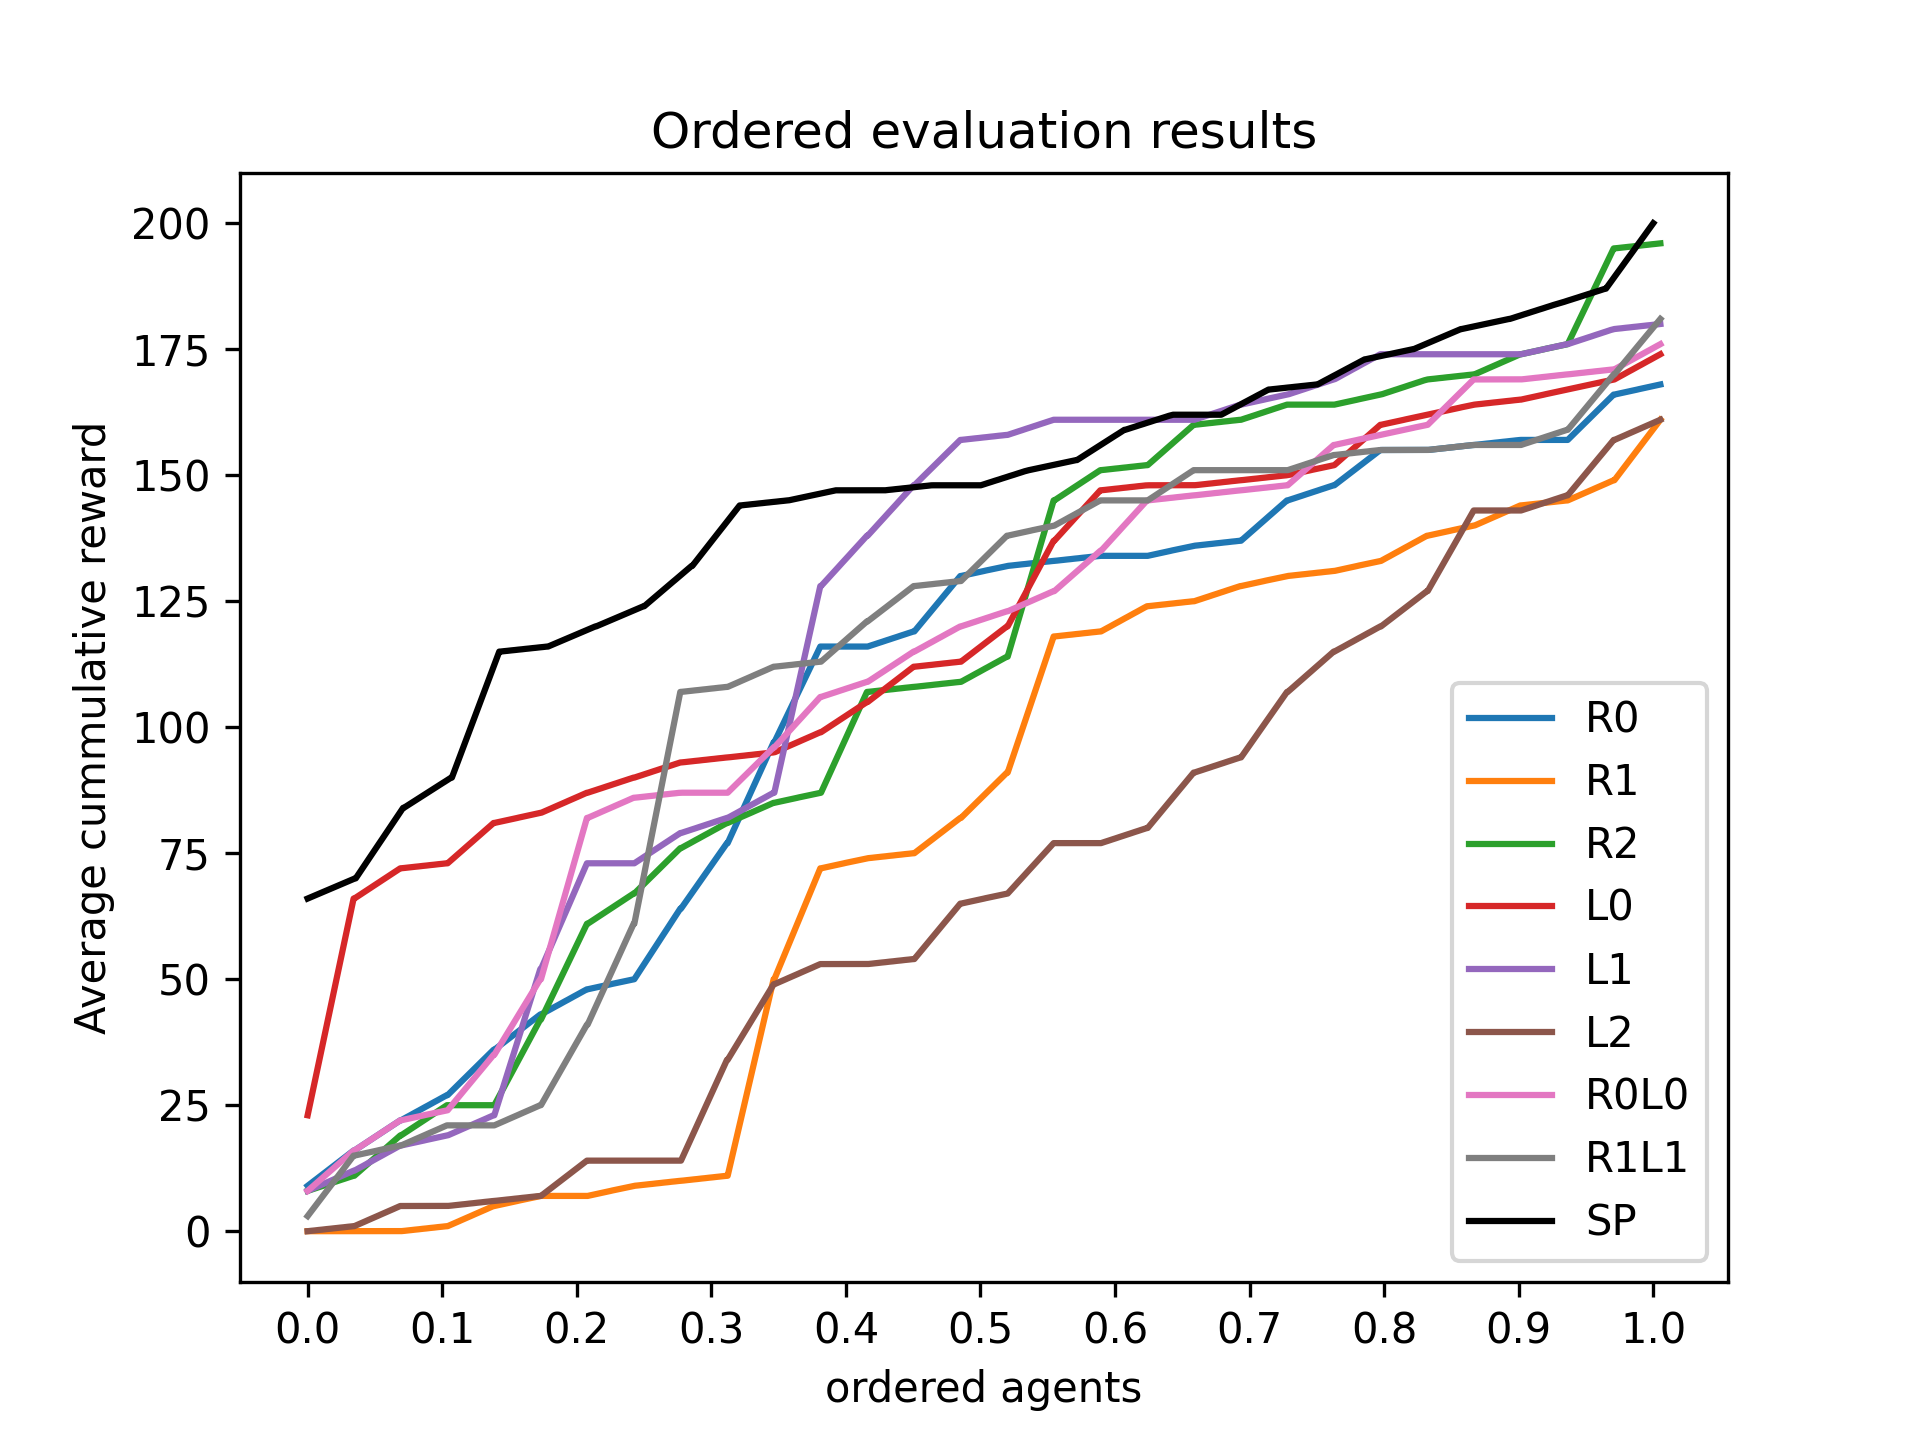 Ordered evaluation results
Average cummulative reward
200
175
150
125
100
75
50
25
0
0.0 0.1 0.2 0.3 0.4 0.5 0.6 0.7 0.8 0.9 1.0
ordered agents
R0
R1
R2
L0
L1
L2
R0L0
R1L1
SP